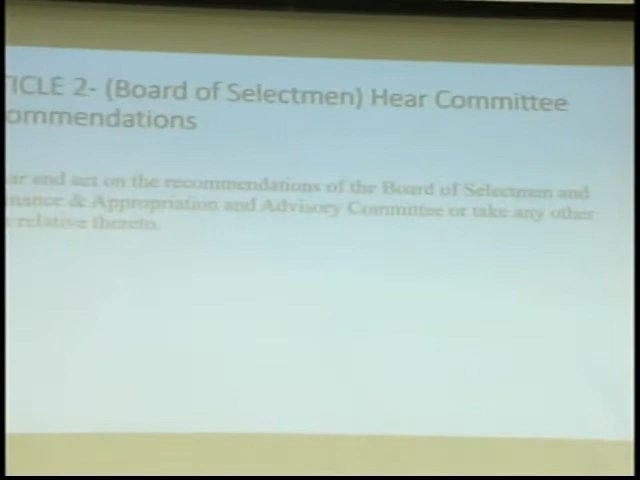 TICLE 2- (Board of Selectmen) Hear Committee
ommendations
ar and act on the recommendations of the Board of Selectmen and
nance & Appropriation and Advisory Committee or take any other
relative thereto.